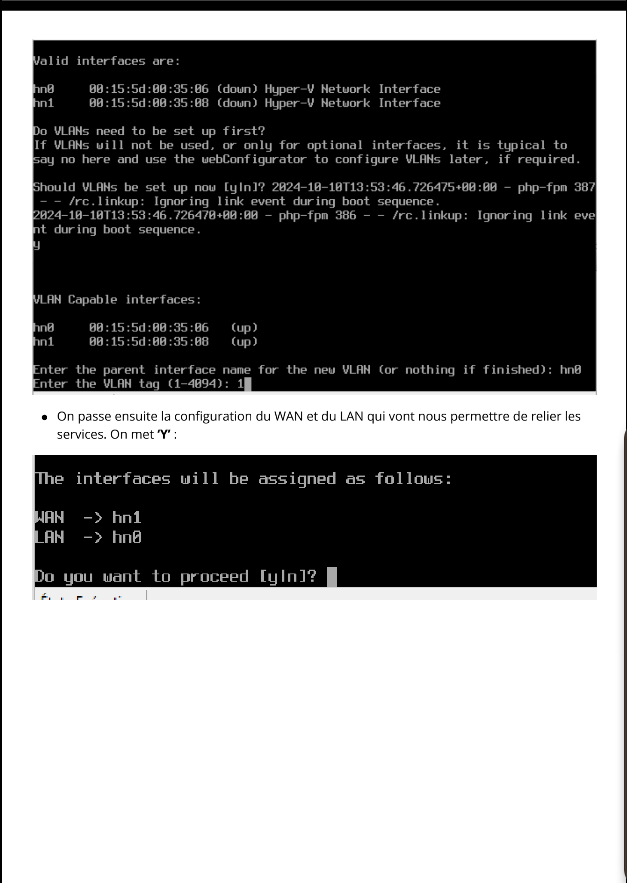 Valid interfaces are:
hn0 00:15:5d:00:35:06 (down) Hyper-V Network Interface
hn1 00:15:5d:00:35:08 (down) Hyper-V Network Interface
Do VLANs need to be set up first?
If VLANs will not be used, or only for optional interfaces, it is typical to
say no here and use the webConfigurator to configure VLANs later, if required.
Should VLANs be set up now [y|n]? 2024-10-10T13:53:46.726475+00:00 - php-fpm 387
- - /rc.linkup: Ignoring link event during boot sequence.
2024-10-10T13:53:46.726470+00:00 - php-fpm 386 - - /rc.linkup: Ignoring link eve
nt during boot sequence.
y
VLAN Capable interfaces:
hn0 00:15:5d:00:35:06 (up)
hn1 00:15:5d:00:35:08 (up)
Enter the parent interface name for the new VLAN (or nothing if finished): hn0
Enter the VLAN tag (1-4094): 1
• On passe ensuite la configuration du WAN et du LAN qui vont nous permettre de relier les
services. On met 'Y' :
The interfaces will be assigned as follows:
WAN -> hn1
LAN -> hn0
Do you want to proceed [y|n]?